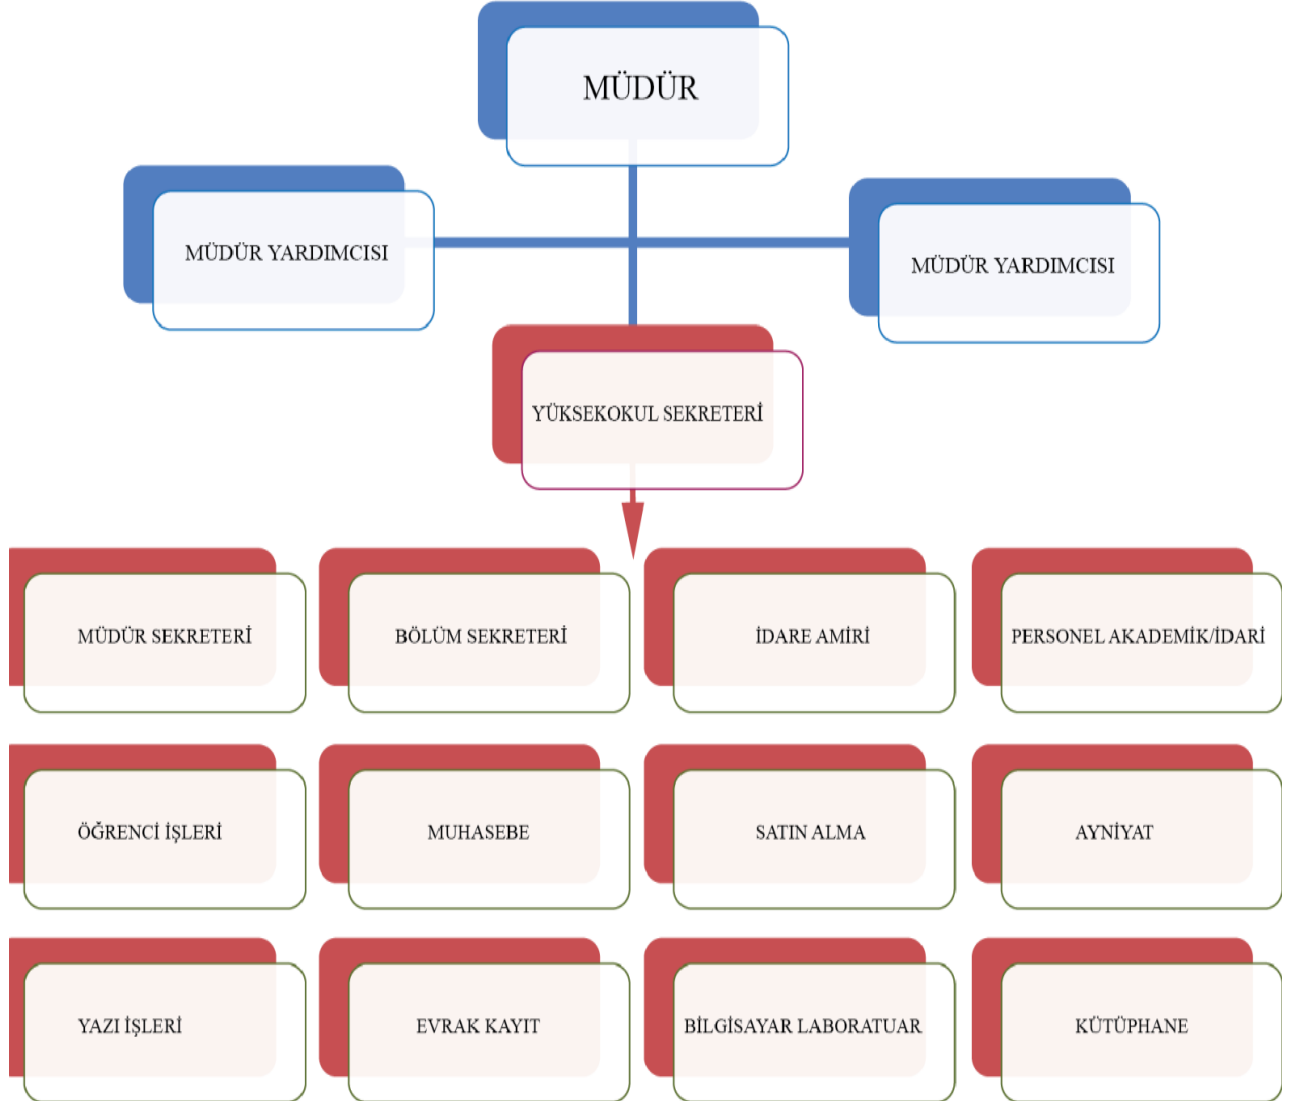 MÜDÜR
MÜDÜR YARDIMCISI
MÜDÜR YARDIMCISI
YÜKSEKOKUL SEKRETERİ
MÜDÜR SEKRETERİ
BÖLÜM SEKRETERİ
İDARE AMİRİ
PERSONEL AKADEMİK/İDARİ
ÖĞRENCİ İŞLERİ
MUHASEBE
SATIN ALMA
AYNİYAT
YAZI İŞLERİ
EVRAK KAYIT
BİLGİSAYAR LABORATUAR
KÜTÜPHANE